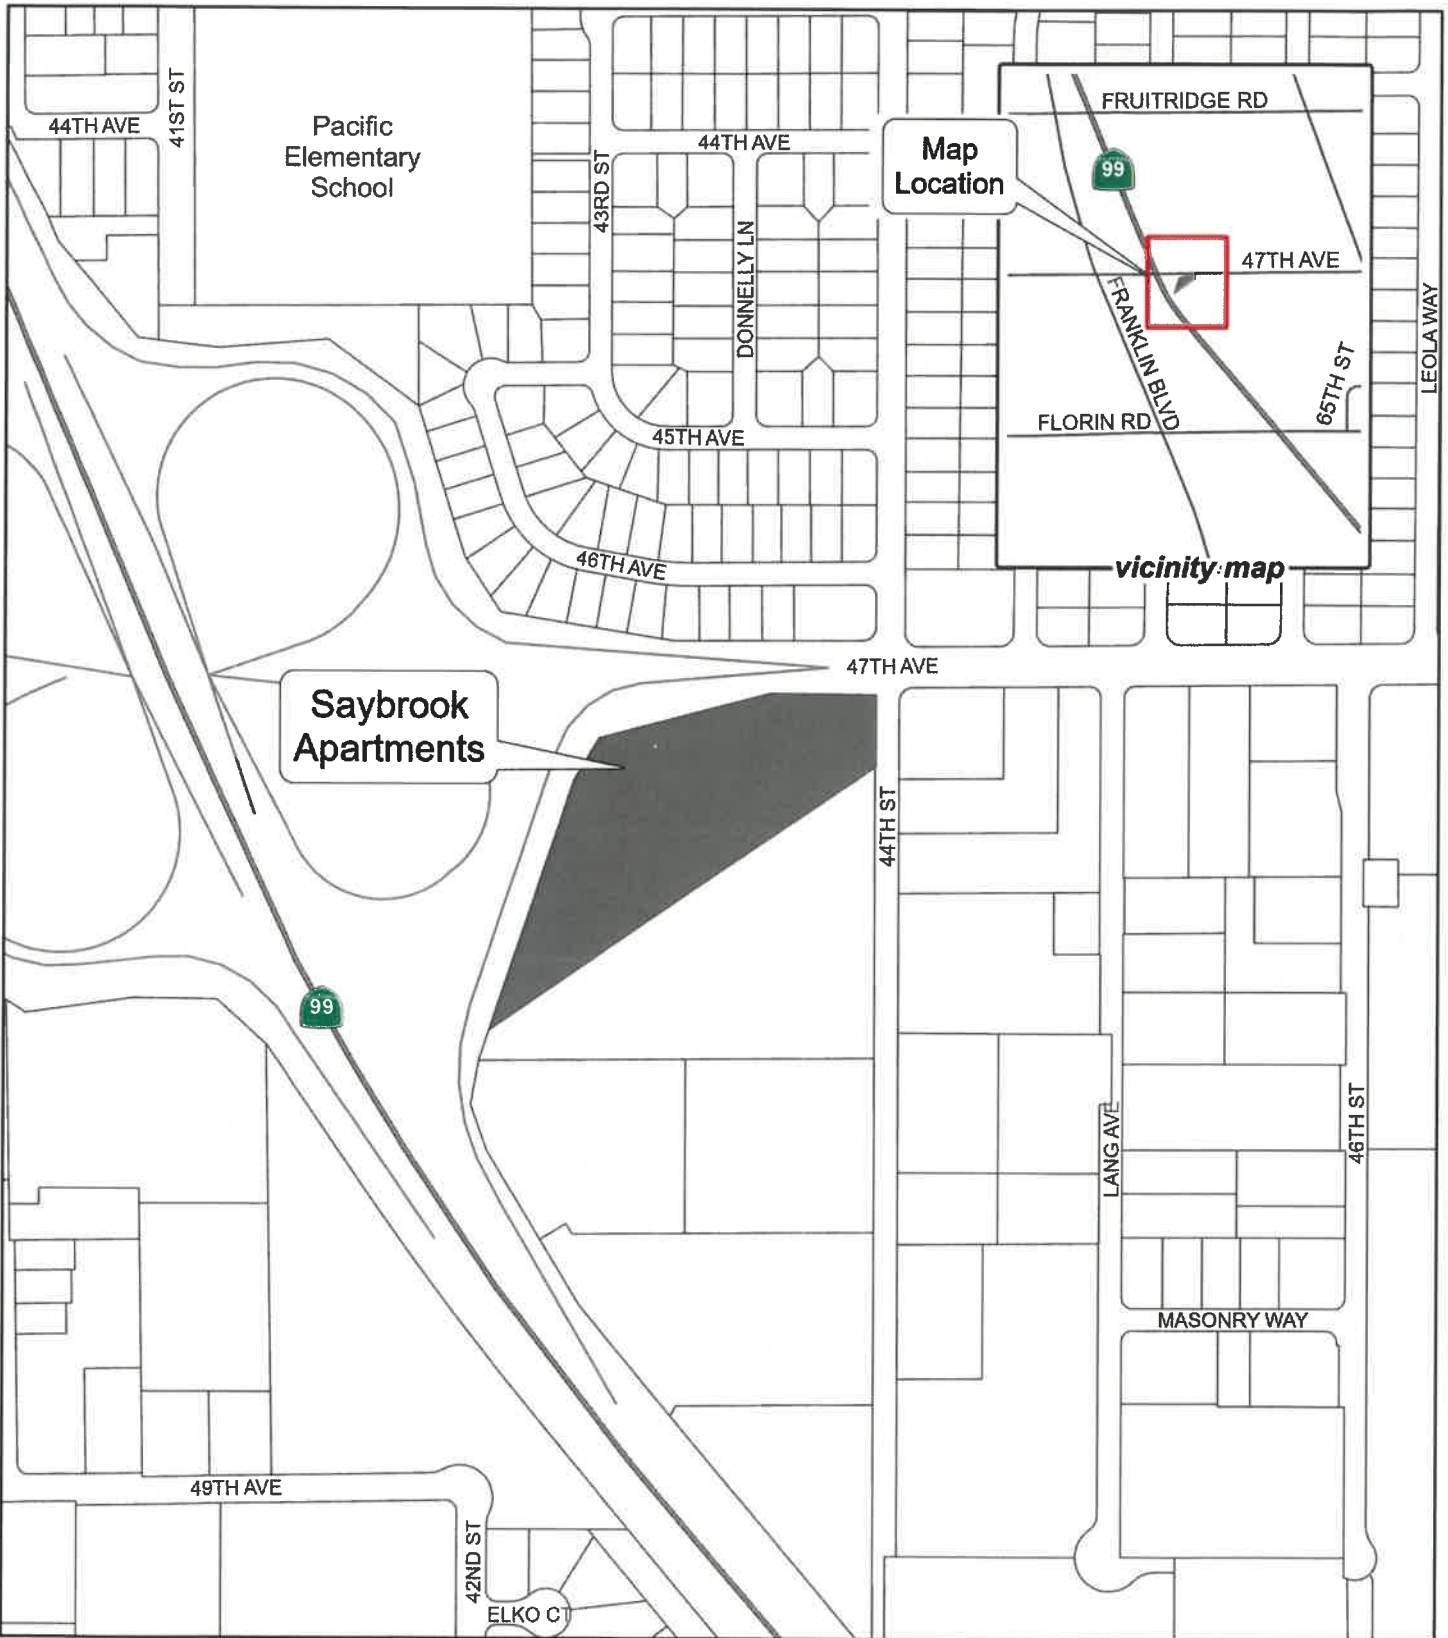 44TH AVE
41ST ST
Pacific
Elementary
School
43RD ST
44TH AVE
DONNELLY LN
45TH AVE
46TH AVE
Map
Location
FRUITRIDGE RD
99
47TH AVE
FRANKLIN BLVD
65TH ST
FLORIN RD
vicinity map
LEOLA WAY
47TH AVE
Saybrook
Apartments
44TH ST
99
LANG AVE
46TH ST
MASONRY WAY
49TH AVE
42ND ST
ELKO CT